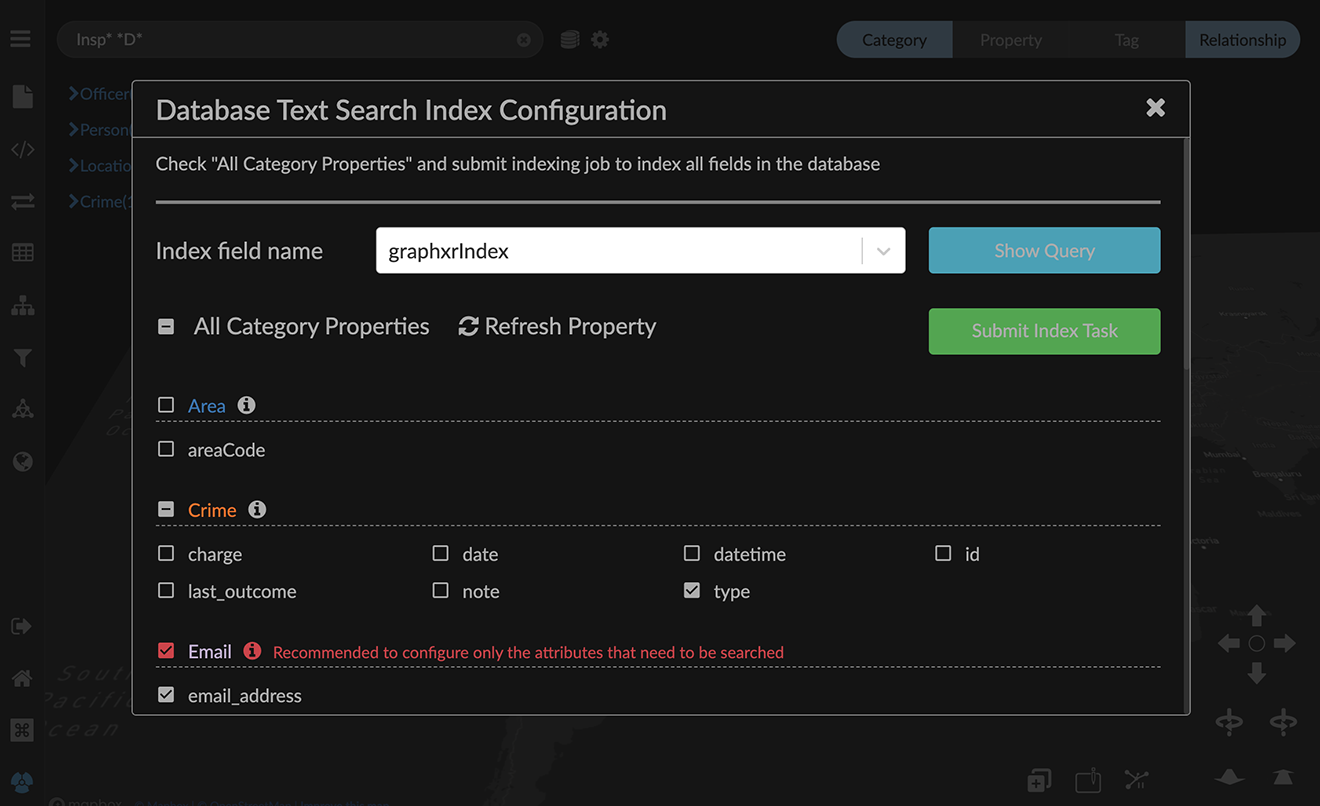 Insp* *D*
Category
Property
Tag
Relationship
Officer
Person(
Locatio
Crime(
Database Text Search Index Configuration
Check "All Category Properties" and submit indexing job to index all fields in the database
Index field name
graphxrIndex
Show Query
All Category Properties
Refresh Property
Submit Index Task
Area
areaCode
Crime
charge
date
datetime
id
last_outcome
note
type
Email
Recommended to configure only the attributes that need to be searched
email_address
South
Pacific
Ocean
mapbox
Mumbai
Bengaluru
Maldives